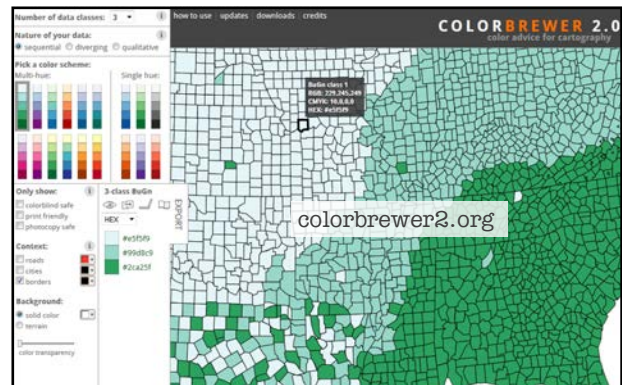 Number of data classes: 3
how to use | updates | downloads | credits
COLORBREWER 2.0
color advice for cartography
Nature of your data:
sequential diverging qualitative
Pick a color scheme:
Multi-hue: Single hue:
BuGn class 1
RGB: 229,245,249
CMYK: 10,0,0,0
HEX: #e5f5f9
Only show:
colorblind safe
print friendly
photocopy safe
3-class BuGn
EXPORT
HEX
#e5f5f9
#99d8c9
#2ca25f
colorbrewer2.org
Context:
roads
cities
borders
Background:
solid color
terrain
color transparency